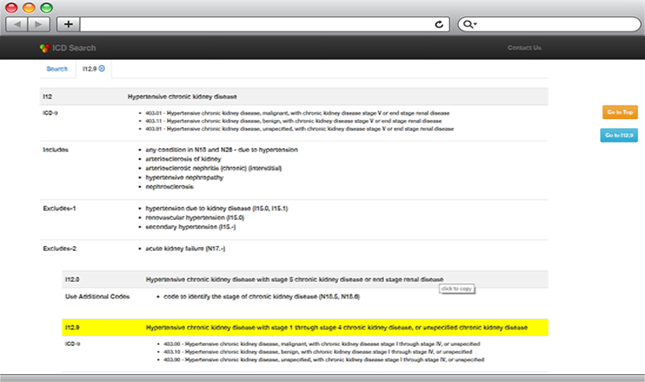 ICD Search
Contact Us
Search
I12.9
I12 Hypertensive chronic kidney disease
Go to Top
ICD-9 • 403.01 - Hypertensive chronic kidney disease, malignant, with chronic kidney disease stage V or end stage renal disease
• 403.11 - Hypertensive chronic kidney disease, benign, with chronic kidney disease stage V or end stage renal disease
• 403.91 - Hypertensive chronic kidney disease, unspecified, with chronic kidney disease stage V or end stage renal disease
Go to I12.9
Includes • any condition in N18 and N26 - due to hypertension
• arteriosclerosis of kidney
• arteriosclerotic nephritis (chronic) (interstitial)
• hypertensive nephropathy
• nephrosclerosis
Excludes-1 • hypertension due to kidney disease (I15.0, I15.1)
• renovascular hypertension (I15.0)
• secondary hypertension (I15.-)
Excludes-2 • acute kidney failure (N17.-)
I12.0 Hypertensive chronic kidney disease with stage 5 chronic kidney disease or end stage renal disease
click to copy
Use Additional Codes • code to identify the stage of chronic kidney disease (N18.5, N18.6)
I12.9 Hypertensive chronic kidney disease with stage 1 through stage 4 chronic kidney disease, or unspecified chronic kidney disease
ICD-9 • 403.00 - Hypertensive chronic kidney disease, malignant, with chronic kidney disease stage I through stage IV, or unspecified
• 403.10 - Hypertensive chronic kidney disease, benign, with chronic kidney disease stage I through stage IV, or unspecified
• 403.90 - Hypertensive chronic kidney disease, unspecified, with chronic kidney disease stage I through stage IV, or unspecified